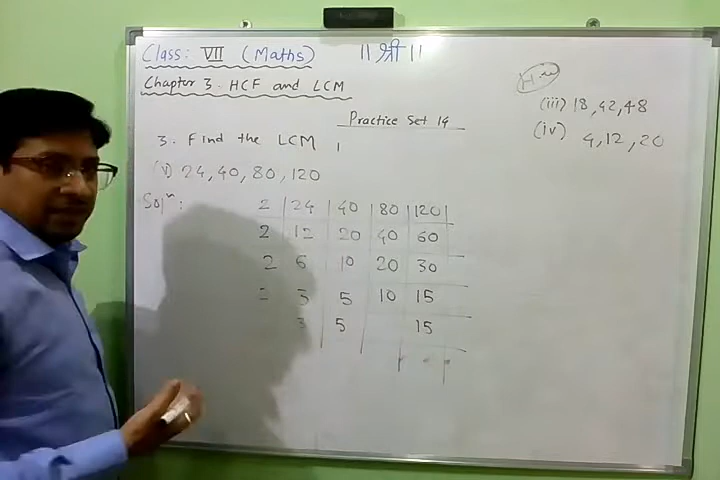 Class: VII (Maths) || श्री ||
Chapter 3. HCF and LCM
Practice Set 14
3. Find the LCM
(v) 24, 40, 80, 120
Solⁿ:
2 24 40 80 120
2 12 20 40 60
2 6 10 20 30
2 3 5 10 15
3 5 15
H.w
(iii) 18, 42, 48
(iv) 4, 12, 20